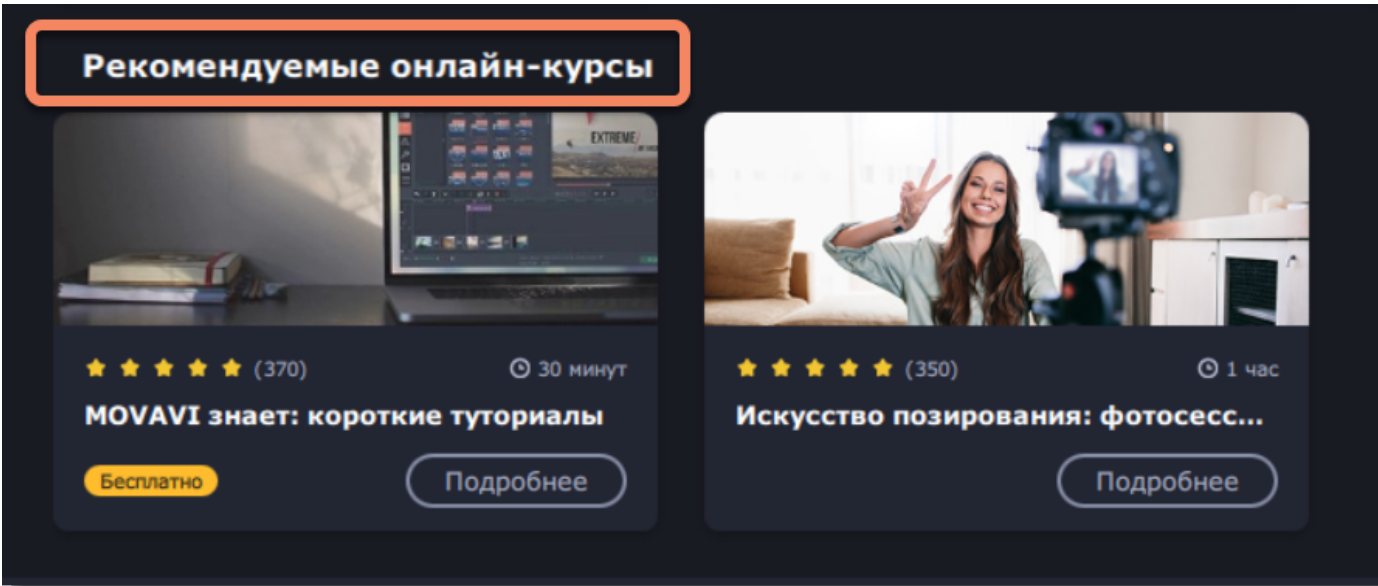 Рекомендуемые онлайн-курсы
EXTREME/
(370)
30 минут
MOVAVI знает: короткие туториалы
Бесплатно
Подробнее
(350)
1 час
Искусство позирования: фотосесс...
Подробнее